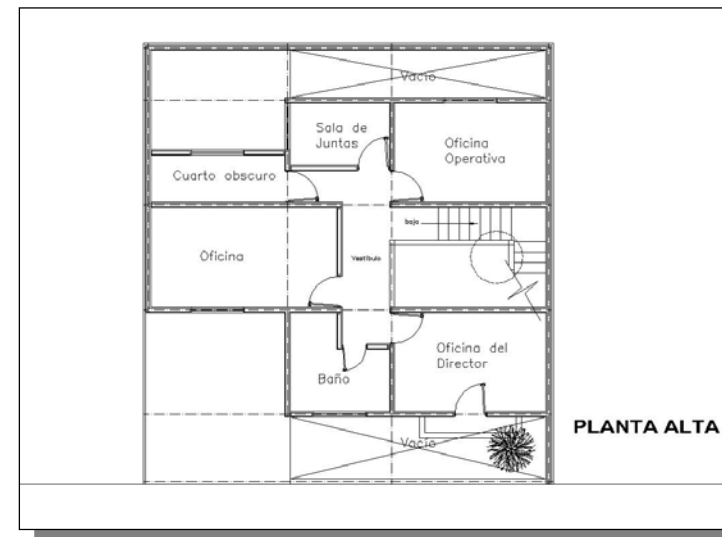 Vacio
Sala de
Juntas
Oficina
Operativa
Cuarto obscuro
baja
Oficina
Vestibulo
Oficina del
Director
Baño
PLANTA ALTA
Vacio